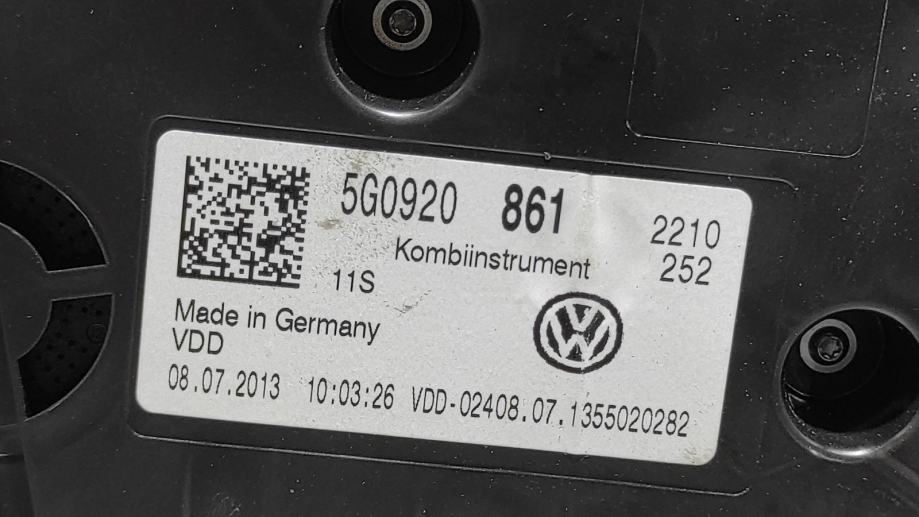 5G0920 861 2210
Kombiinstrument 252
11S
Made in Germany
VDD
08.07.2013 10:03:26 VDD-02408.07.1355020282